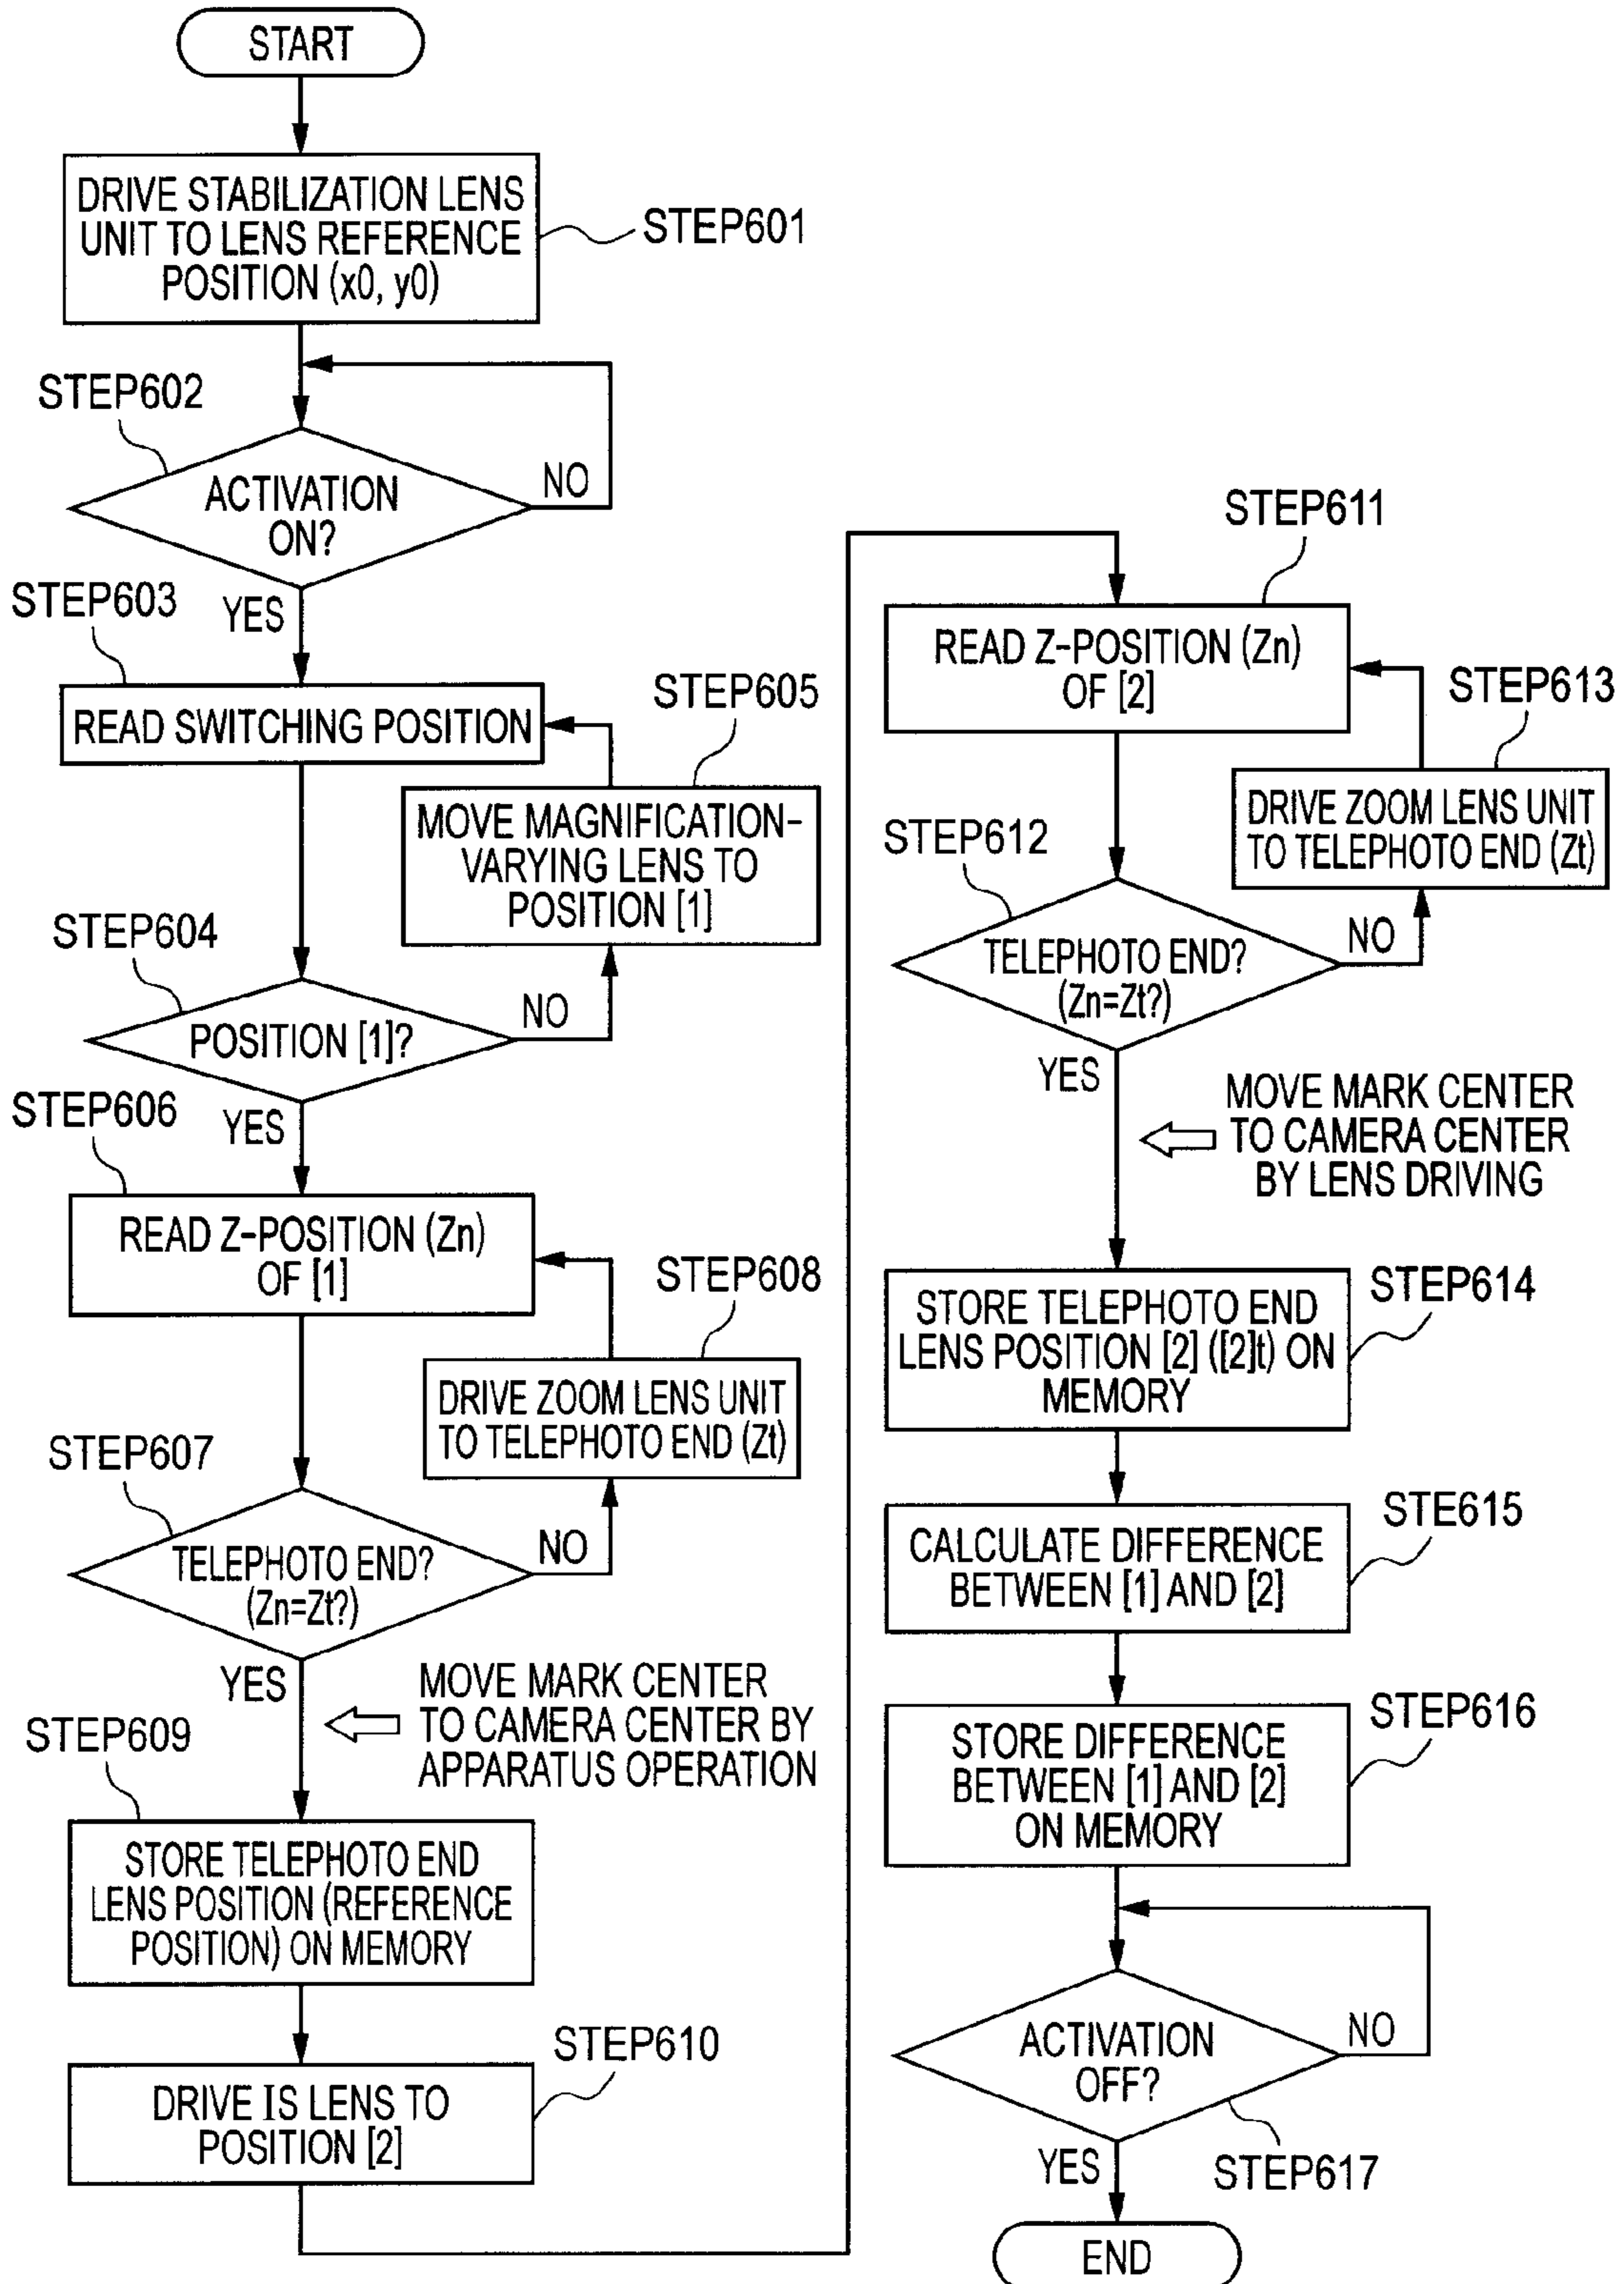 START
DRIVE STABILIZATION LENS
UNIT TO LENS REFERENCE
POSITION (x0, y0)
STEP601
STEP602
ACTIVATION
ON?
NO
YES
STEP603
READ SWITCHING POSITION
STEP605
MOVE MAGNIFICATION-
VARYING LENS TO
POSITION [1]
STEP604
POSITION [1]?
NO
YES
STEP606
READ Z-POSITION (Zn)
OF [1]
STEP608
DRIVE ZOOM LENS UNIT
TO TELEPHOTO END (Zt)
STEP607
TELEPHOTO END?
(Zn=Zt?)
NO
YES
MOVE MARK CENTER
TO CAMERA CENTER BY
APPARATUS OPERATION
STEP609
STORE TELEPHOTO END
LENS POSITION (REFERENCE
POSITION) ON MEMORY
STEP610
DRIVE IS LENS TO
POSITION [2]
STEP611
READ Z-POSITION (Zn)
OF [2]
STEP613
DRIVE ZOOM LENS UNIT
TO TELEPHOTO END (Zt)
STEP612
TELEPHOTO END?
(Zn=Zt?)
NO
YES
MOVE MARK CENTER
TO CAMERA CENTER
BY LENS DRIVING
STORE TELEPHOTO END
LENS POSITION [2] ([2]t) ON
MEMORY
STEP614
CALCULATE DIFFERENCE
BETWEEN [1] AND [2]
STE615
STORE DIFFERENCE
BETWEEN [1] AND [2]
ON MEMORY
STEP616
ACTIVATION
OFF?
NO
YES
STEP617
END